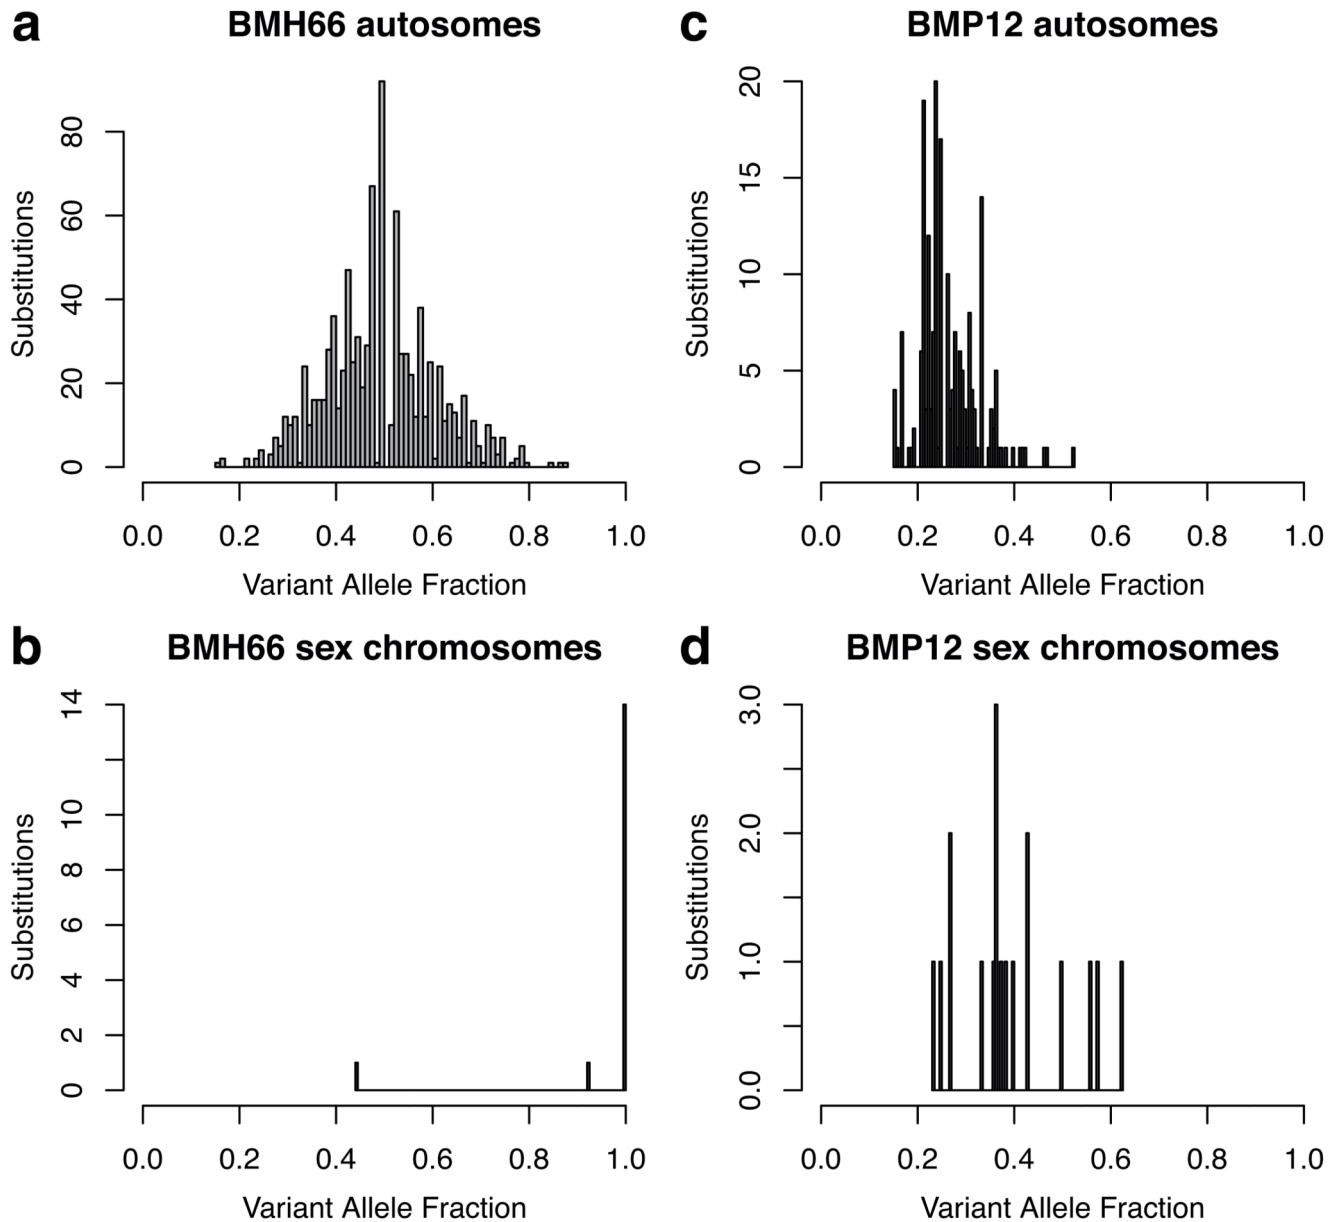 a BMH66 autosomes
Substitutions
80
60
40
20
0
0.0 0.2 0.4 0.6 0.8 1.0
Variant Allele Fraction
c BMP12 autosomes
Substitutions
20
15
10
5
0
0.0 0.2 0.4 0.6 0.8 1.0
Variant Allele Fraction
b BMH66 sex chromosomes
Substitutions
14
10
8
6
4
2
0
0.0 0.2 0.4 0.6 0.8 1.0
Variant Allele Fraction
d BMP12 sex chromosomes
Substitutions
3.0
2.0
1.0
0.0
0.0 0.2 0.4 0.6 0.8 1.0
Variant Allele Fraction